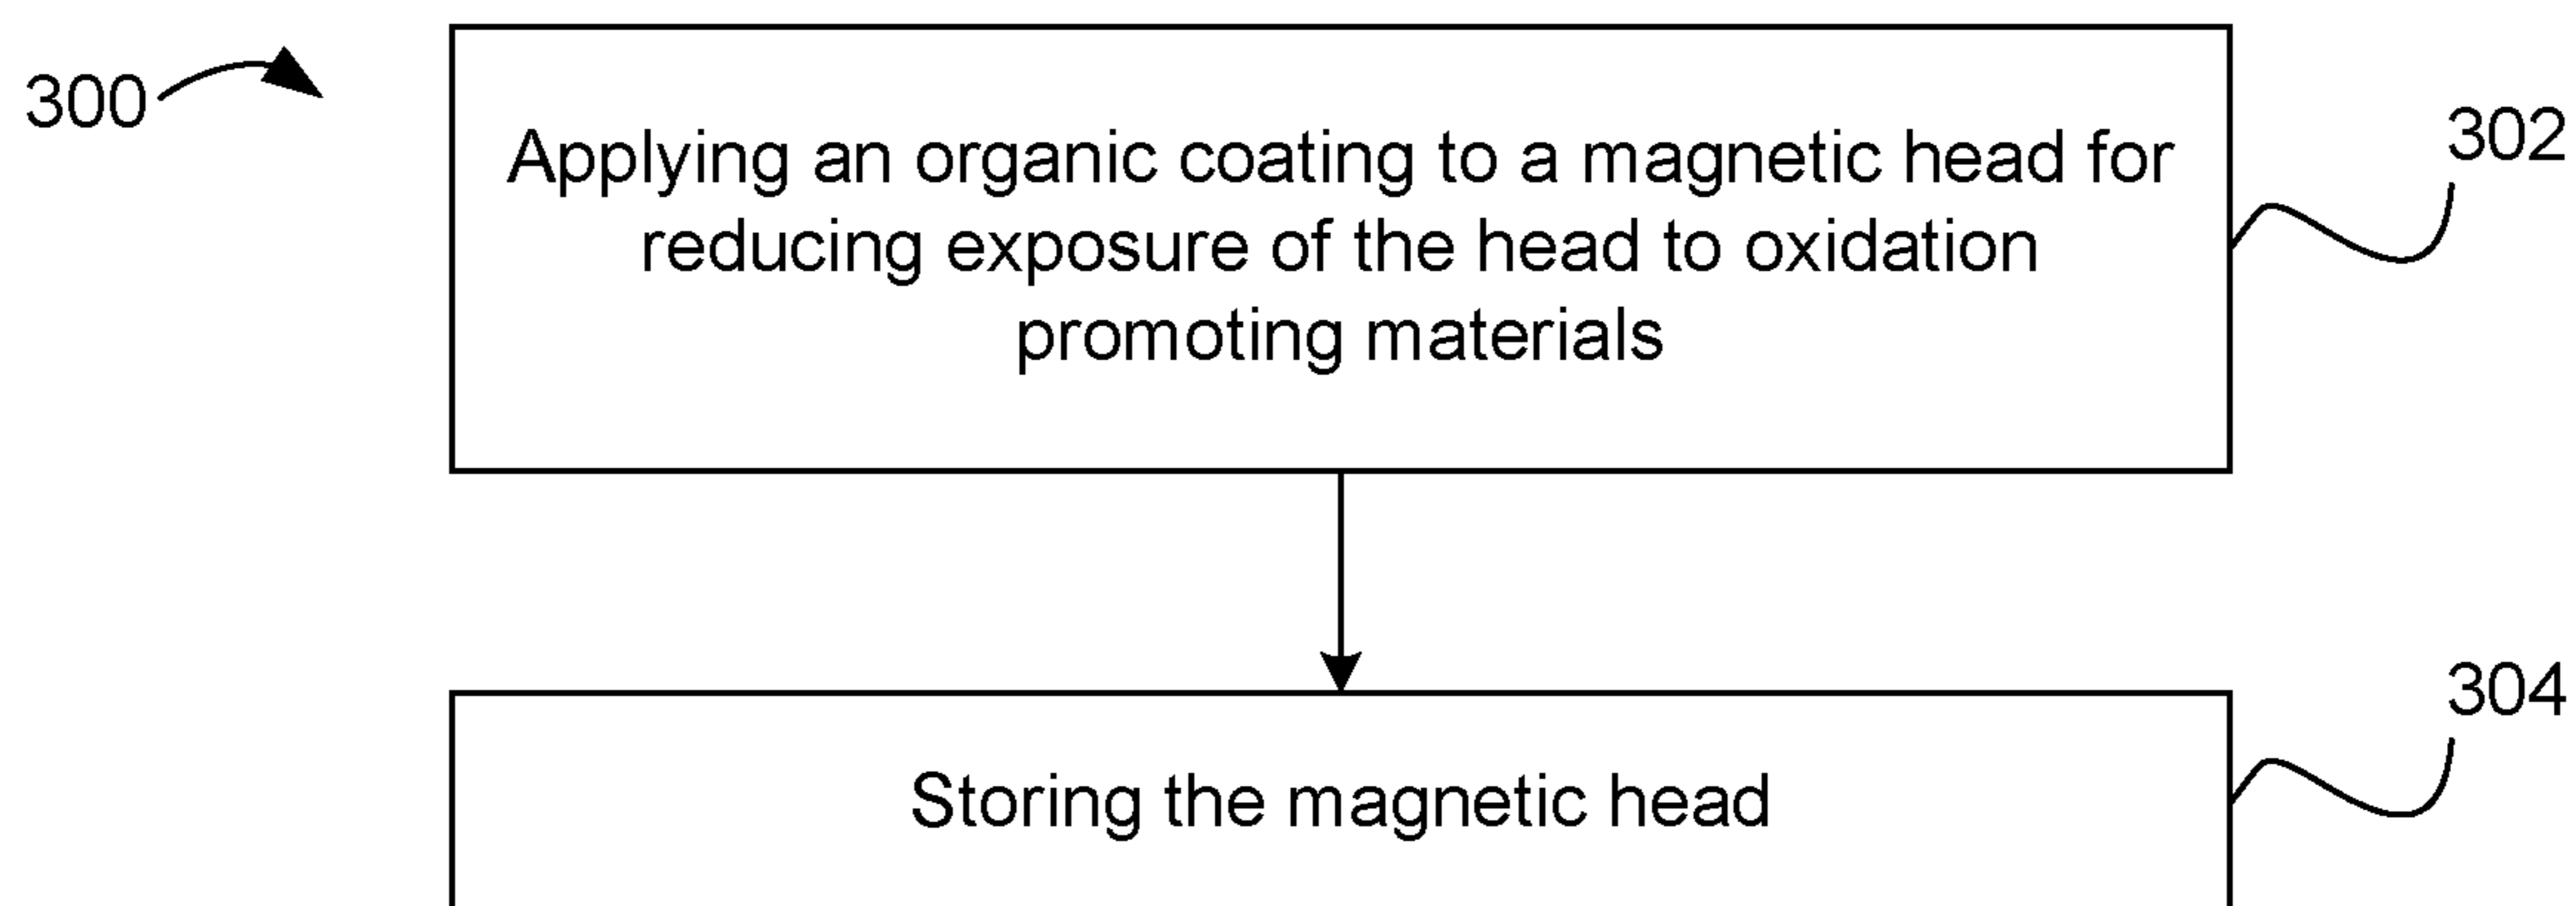 300
Applying an organic coating to a magnetic head for
reducing exposure of the head to oxidation
promoting materials
302
Storing the magnetic head
304